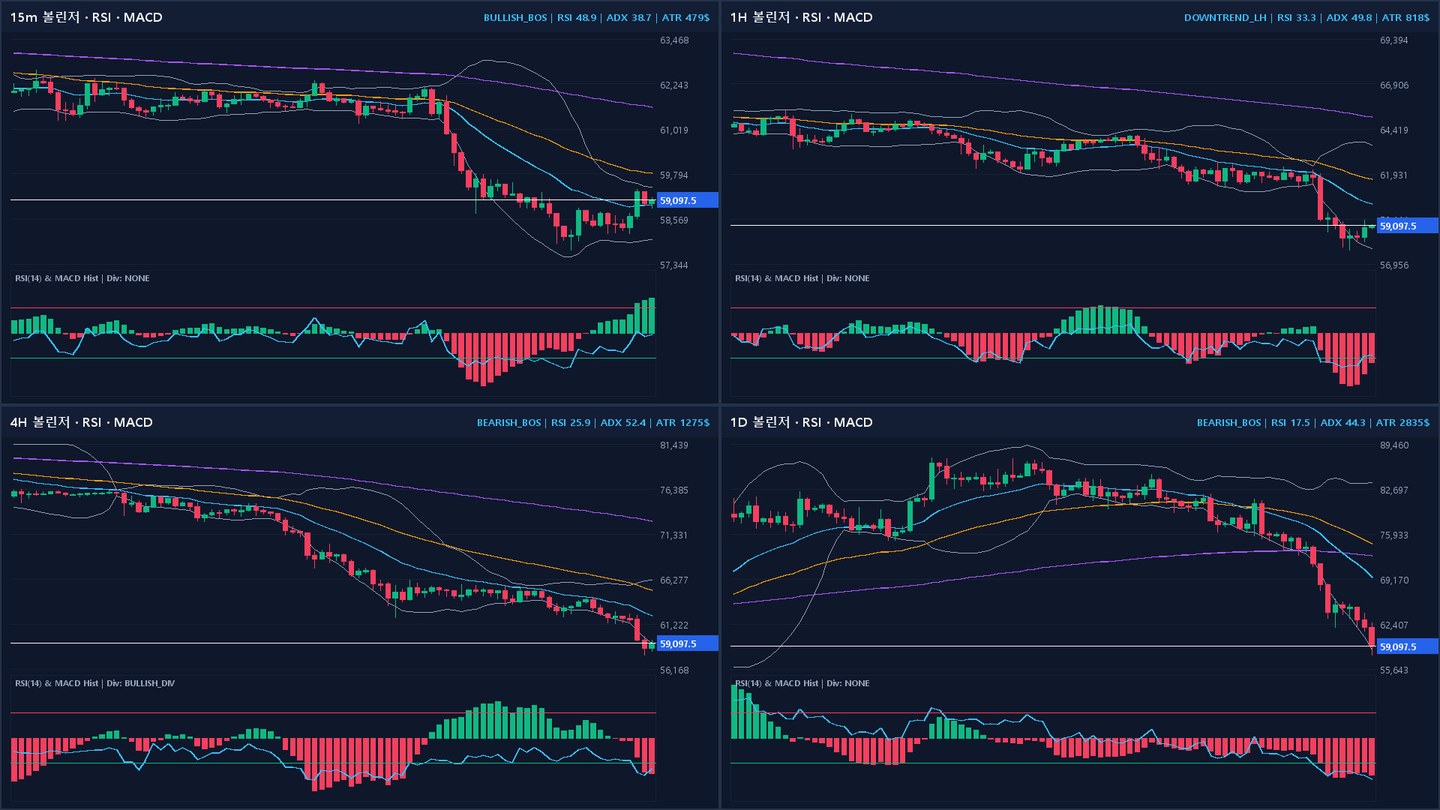 15m 볼린저 · RSI · MACD
BULLISH_BOS | RSI 48.9 | ADX 38.7 | ATR 479$
63,468
62,243
61,019
59,794
59,097.5
58,569
57,344
RSI(14) & MACD Hist | Div: NONE
1H 볼린저 · RSI · MACD
DOWNTREND_LH | RSI 33.3 | ADX 49.8 | ATR 818$
69,394
66,906
64,419
61,931
59,097.5
56,956
RSI(14) & MACD Hist | Div: NONE
4H 볼린저 · RSI · MACD
BEARISH_BOS | RSI 25.9 | ADX 52.4 | ATR 1275$
81,439
76,385
71,331
66,277
61,222
59,097.5
56,168
RSI(14) & MACD Hist | Div: BULLISH_DIV
1D 볼린저 · RSI · MACD
BEARISH_BOS | RSI 17.5 | ADX 44.3 | ATR 2835$
89,460
82,697
75,933
69,170
62,407
59,097.5
55,643
RSI(14) & MACD Hist | Div: NONE